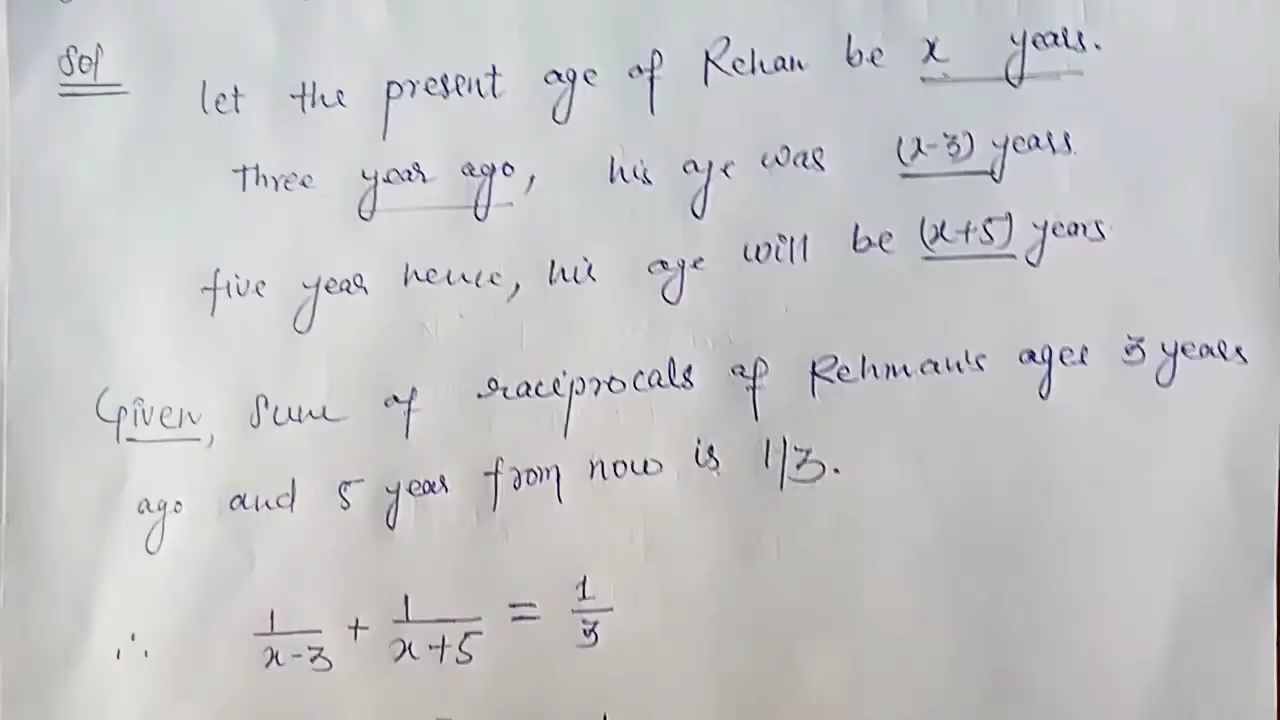 Sol
let the present age of Rehan be x years.
three year ago, his age was (x-3) years.
five year hence, his age will be (x+5) years
Given, sum of raciprocals of Rehman's ages 3 years
ago and 5 year from now is 1/3.
∴ 1/(x-3) + 1/(x+5) = 1/3